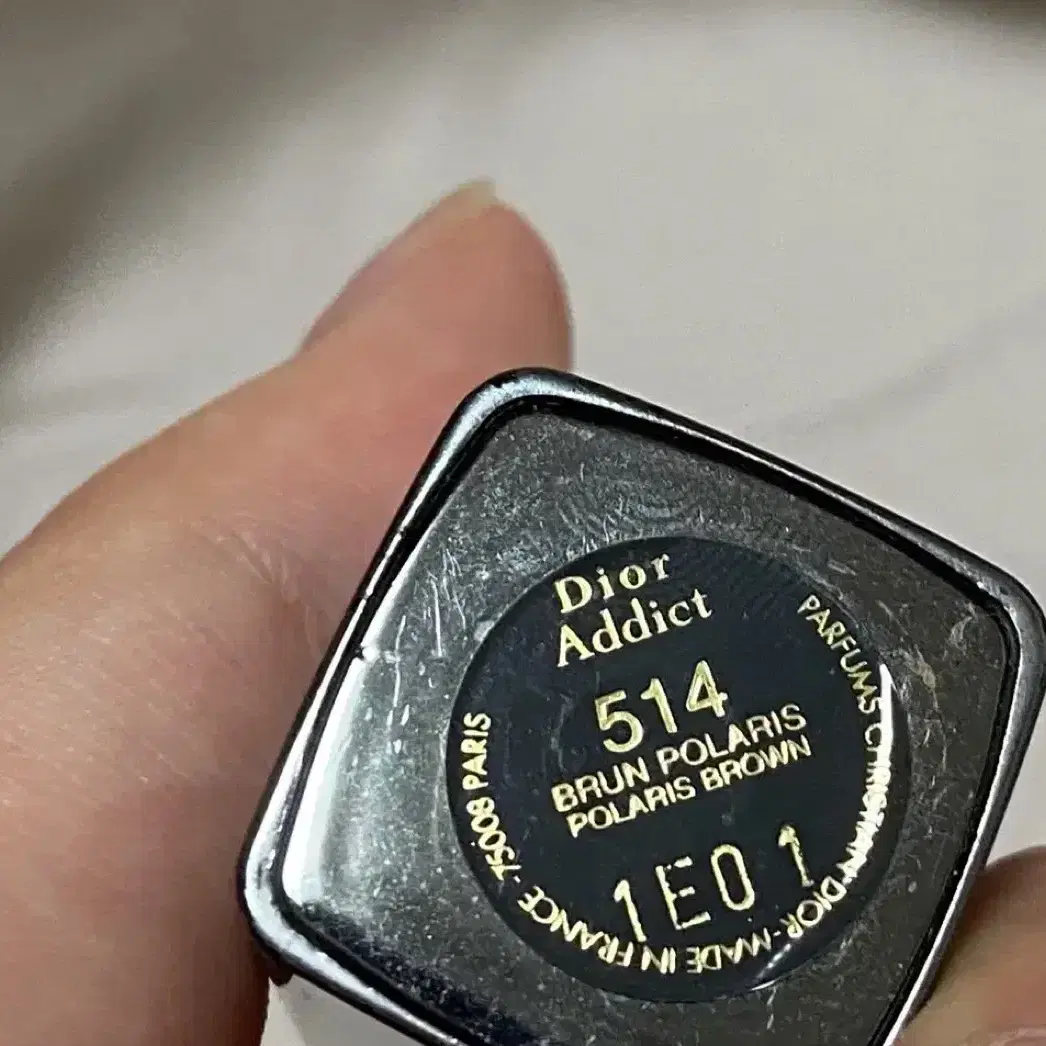 Dior
Addict
514
BRUN POLARIS
POLARIS BROWN
1E01
PARFUMS CHRISTIAN DIOR-MADE IN FRANCE - 75008 PARIS